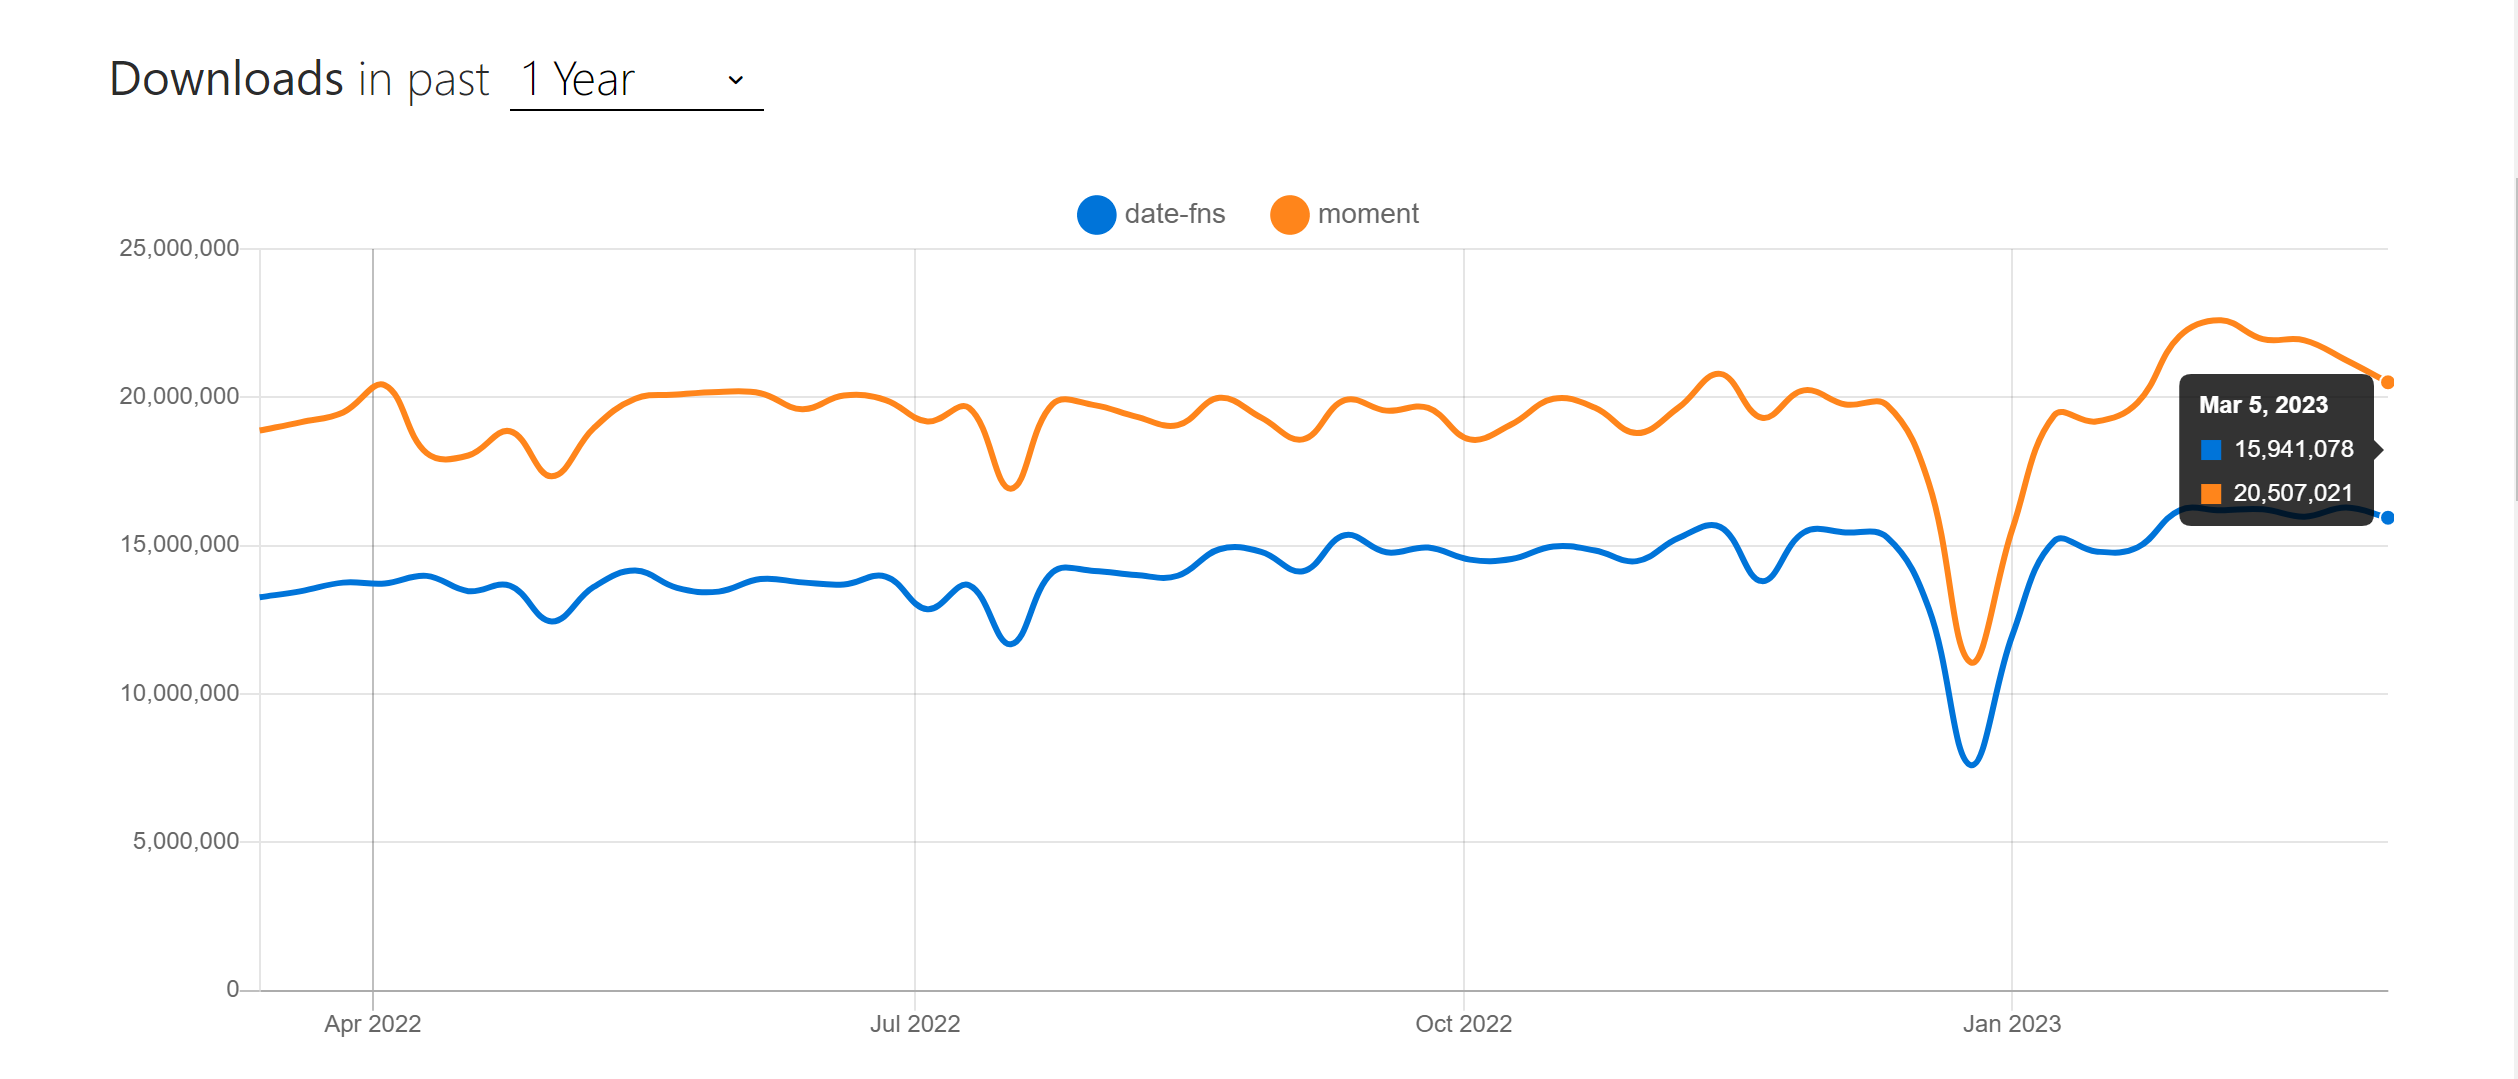 Downloads in past 1 Year
date-fns moment
25,000,000
20,000,000
15,000,000
10,000,000
5,000,000
0
Apr 2022 Jul 2022 Oct 2022 Jan 2023
Mar 5, 2023
15,941,078
20,507,021